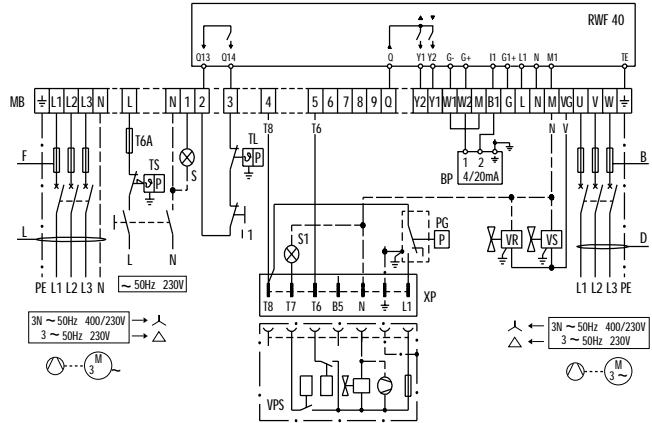 RWF 40
Q13 Q14 Q Y1 Y2 G- G+ I1 G1+ L1 N M1 TE
MB L1 L2 L3 N L N 1 2 3 4 5 6 7 8 9 Q Y2 Y1 W1 W2 M B1 G L N M VG U V W
T8 T6 N V
F T6A TS P S TL P 1 2 B
BP 4/20mA
L L N I1 S1 PG P VR VS D
PE L1 L2 L3 N ~ 50Hz 230V L1 L2 L3 PE
T8 T7 T6 B5 N L1 XP
3N ~ 50Hz 400/230V
3 ~ 50Hz 230V
M
3 ~
VPS
3N ~ 50Hz 400/230V
3 ~ 50Hz 230V
M
3 ~